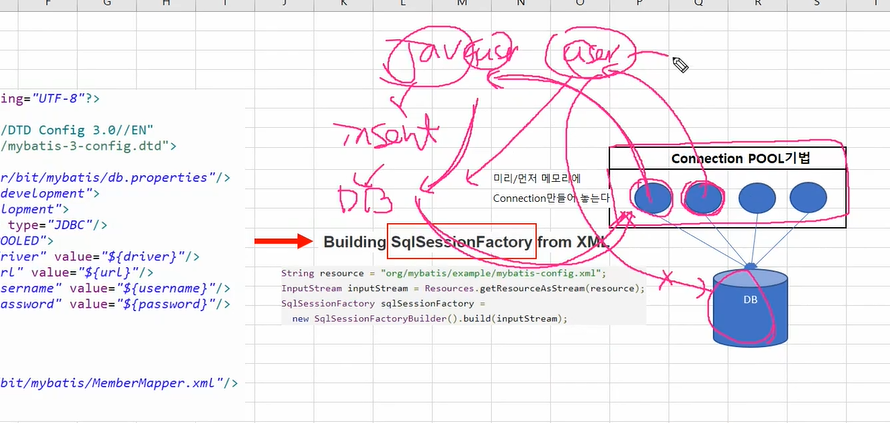 F G H I J K L M N O P Q R S
Java user user
insert
DB
ing="UTF-8"?>
/DTD Config 3.0//EN"
/mybatis-3-config.dtd">
r/bit/mybatis/db.properties"/>
development">
lopment">
type="JDBC"/>
OOLED">
river" value="${driver}"/>
rl" value="${url}"/>
sername" value="${username}"/>
assword" value="${password}"/>
bit/mybatis/MemberMapper.xml"/>
Connection POOL기법
미리/먼저 메모리에
Connection만들어 놓는다
Building SqlSessionFactory from XML
String resource = "org/mybatis/example/mybatis-config.xml";
InputStream inputStream = Resources.getResourceAsStream(resource);
SqlSessionFactory sqlSessionFactory =
new SqlSessionFactoryBuilder().build(inputStream);
DB